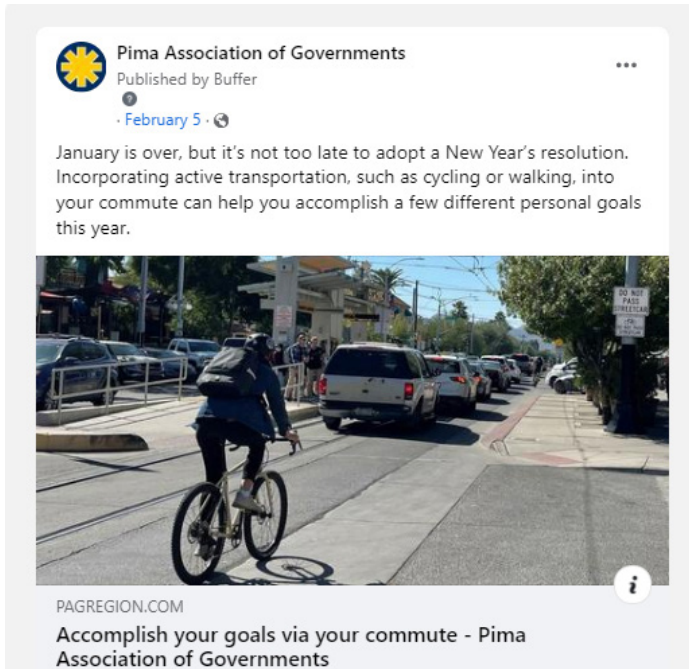 Pima Association of Governments
Published by Buffer
?
· February 5 ·
January is over, but it's not too late to adopt a New Year's resolution.
Incorporating active transportation, such as cycling or walking, into
your commute can help you accomplish a few different personal goals
this year.
DO NOT
PASS
STREETCAR
i
PAGREGION.COM
Accomplish your goals via your commute - Pima
Association of Governments